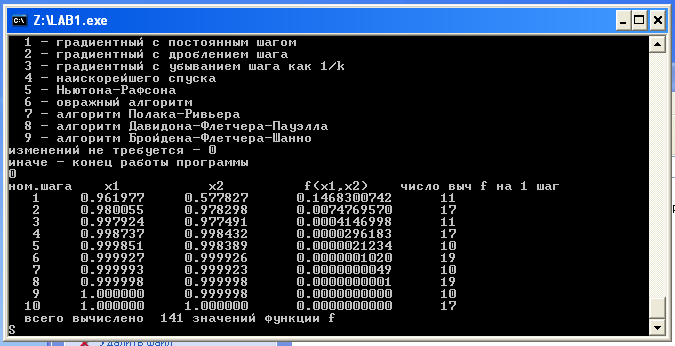 Z:\LAB1.exe
1 - градиентный с постоянным шагом
2 - градиентный с дроблением шага
3 - градиентный с убыванием шага как 1/k
4 - наискорейшего спуска
5 - Ньютона-Рафсона
6 - овражный алгоритм
7 - алгоритм Полака-Ривьера
8 - алгоритм Давидона-Флетчера-Пауэлла
9 - алгоритм Бройдена-Флетчера-Шанно
изменений не требуется - 0
иначе - конец работы программы
0
ном.шага x1 x2 f(x1,x2) число выч f на 1 шаг
1 0.961977 0.577827 0.1468300742 11
2 0.980055 0.978298 0.0074769570 17
3 0.997924 0.977491 0.0004146998 11
4 0.998737 0.998432 0.0000296183 17
5 0.999851 0.998389 0.0000021234 10
6 0.999927 0.999926 0.0000001020 19
7 0.999993 0.999923 0.0000000049 10
8 0.999998 0.999998 0.0000000001 19
9 1.000000 0.999998 0.0000000000 10
10 1.000000 1.000000 0.0000000000 17
всего вычислено 141 значений функции f
S
Удалить файл